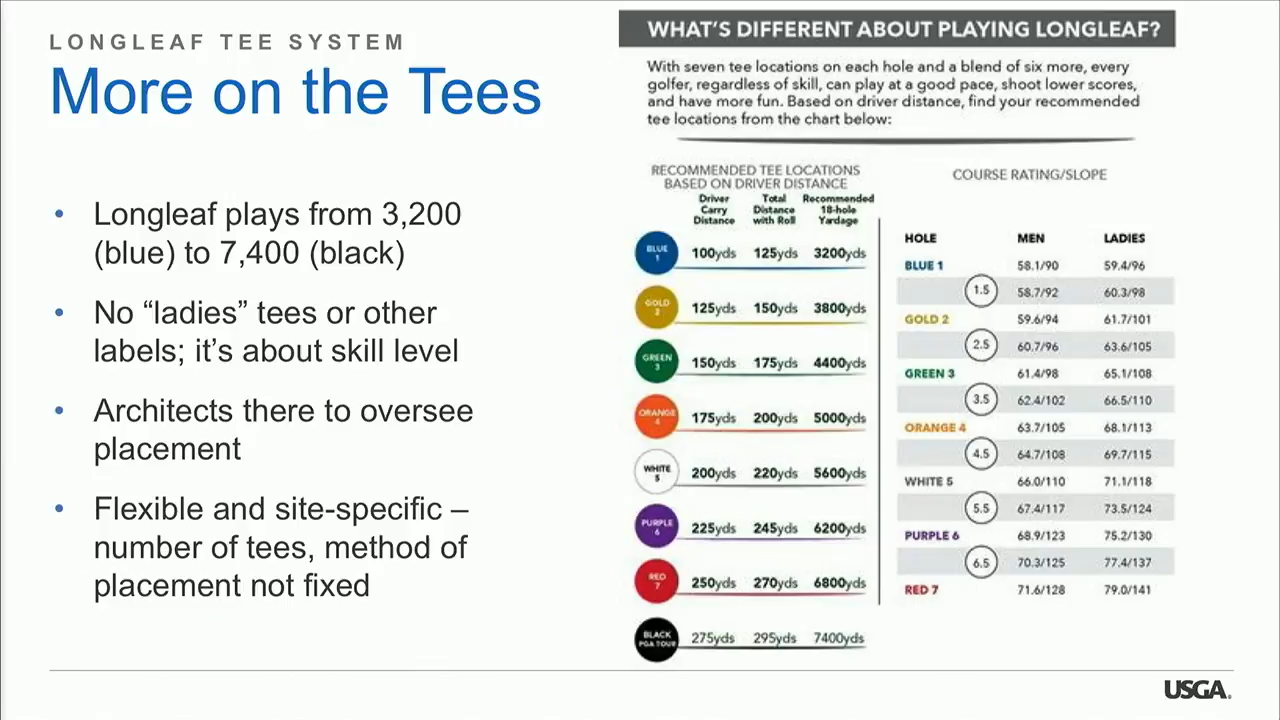 LONGLEAF TEE SYSTEM
More on the Tees
• Longleaf plays from 3,200
(blue) to 7,400 (black)
• No “ladies” tees or other
labels; it’s about skill level
• Architects there to oversee
placement
• Flexible and site-specific –
number of tees, method of
placement not fixed
WHAT'S DIFFERENT ABOUT PLAYING LONGLEAF?
With seven tee locations on each hole and a blend of six more, every
golfer, regardless of skill, can play at a good pace, shoot lower scores,
and have more fun. Based on driver distance, find your recommended
tee locations from the chart below:
RECOMMENDED TEE LOCATIONS
BASED ON DRIVER DISTANCE
Driver Carry Distance Total Distance with Roll Recommended 18-hole Yardage
BLUE 1 100yds 125yds 3200yds
GOLD 2 125yds 150yds 3800yds
GREEN 3 150yds 175yds 4400yds
ORANGE 4 175yds 200yds 5000yds
WHITE 5 200yds 220yds 5600yds
PURPLE 6 225yds 245yds 6200yds
RED 7 250yds 270yds 6800yds
BLACK PGA TOUR 275yds 295yds 7400yds
COURSE RATING/SLOPE
HOLE MEN LADIES
BLUE 1 58.1/90 59.4/96
1.5 58.7/92 60.3/98
GOLD 2 59.6/94 61.7/101
2.5 60.7/96 63.6/105
GREEN 3 61.4/98 65.1/108
3.5 62.4/102 66.5/110
ORANGE 4 63.7/105 68.1/113
4.5 64.7/108 69.7/115
WHITE 5 66.0/110 71.1/118
5.5 67.4/117 73.5/124
PURPLE 6 68.9/123 75.2/130
6.5 70.3/125 77.4/137
RED 7 71.6/128 79.0/141
USGA